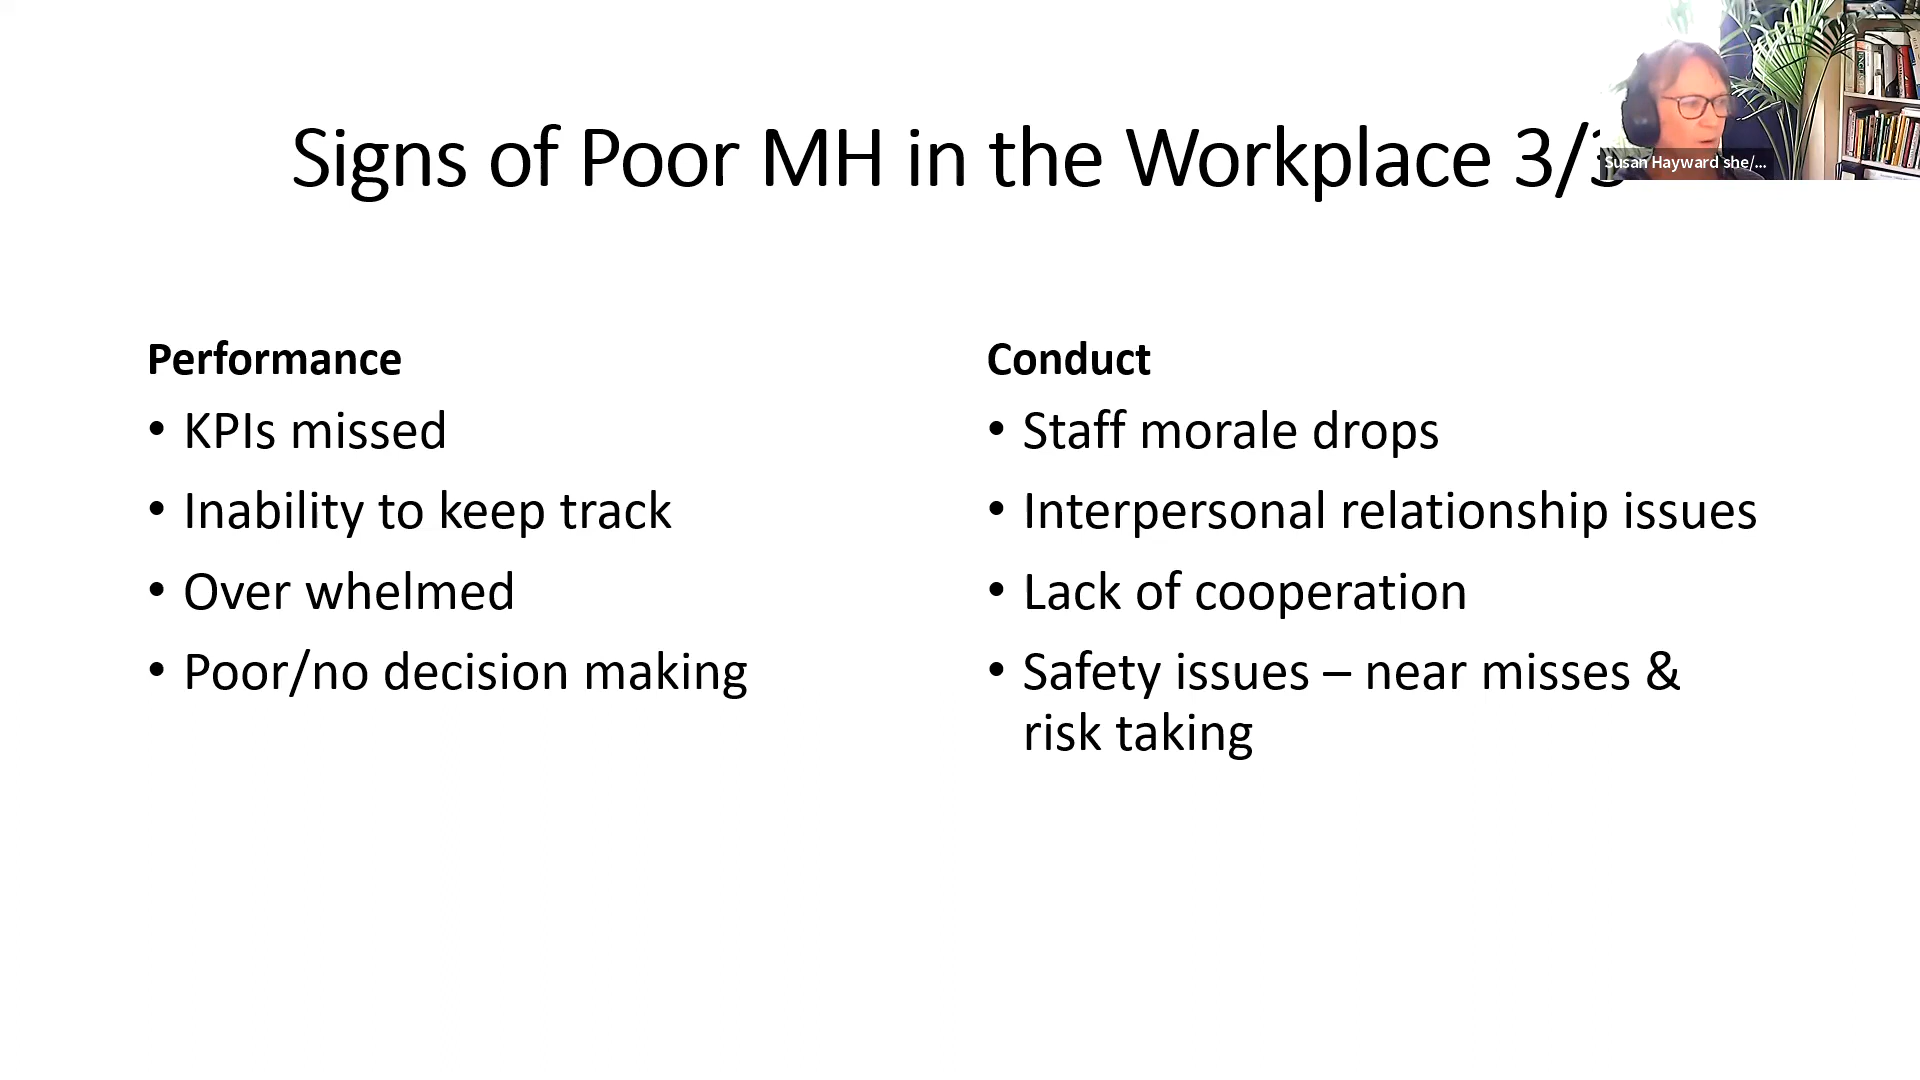 Signs of Poor MH in the Workplace 3/3
Susan Hayward she/...
Performance
• KPIs missed
• Inability to keep track
• Over whelmed
• Poor/no decision making
Conduct
• Staff morale drops
• Interpersonal relationship issues
• Lack of cooperation
• Safety issues – near misses &
risk taking